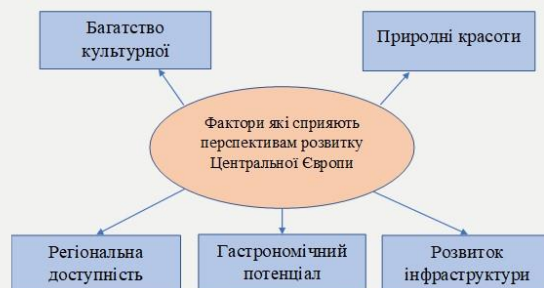 Багатство
культурної
Природні красоти
Фактори які сприяють
перспективам розвитку
Центральної Європи
Регіональна
доступність
Гастрономічний
потенціал
Розвиток
інфраструктури